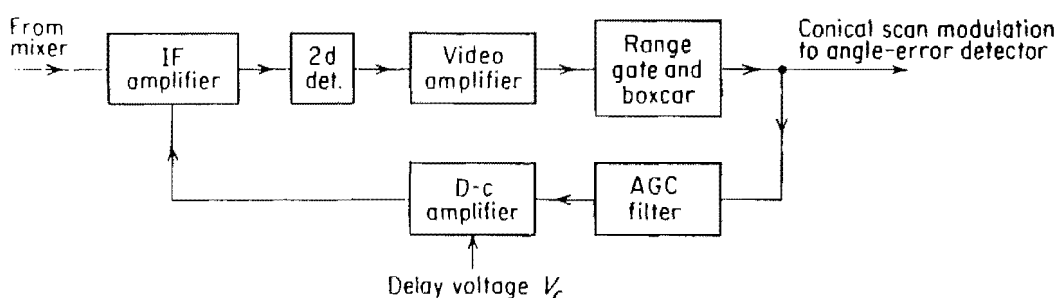 From
mixer
IF
amplifier
2d
det.
Video
amplifier
Range
gate and
boxcar
Conical scan modulation
to angle-error detector
D-c
amplifier
AGC
filter
Delay voltage Vc